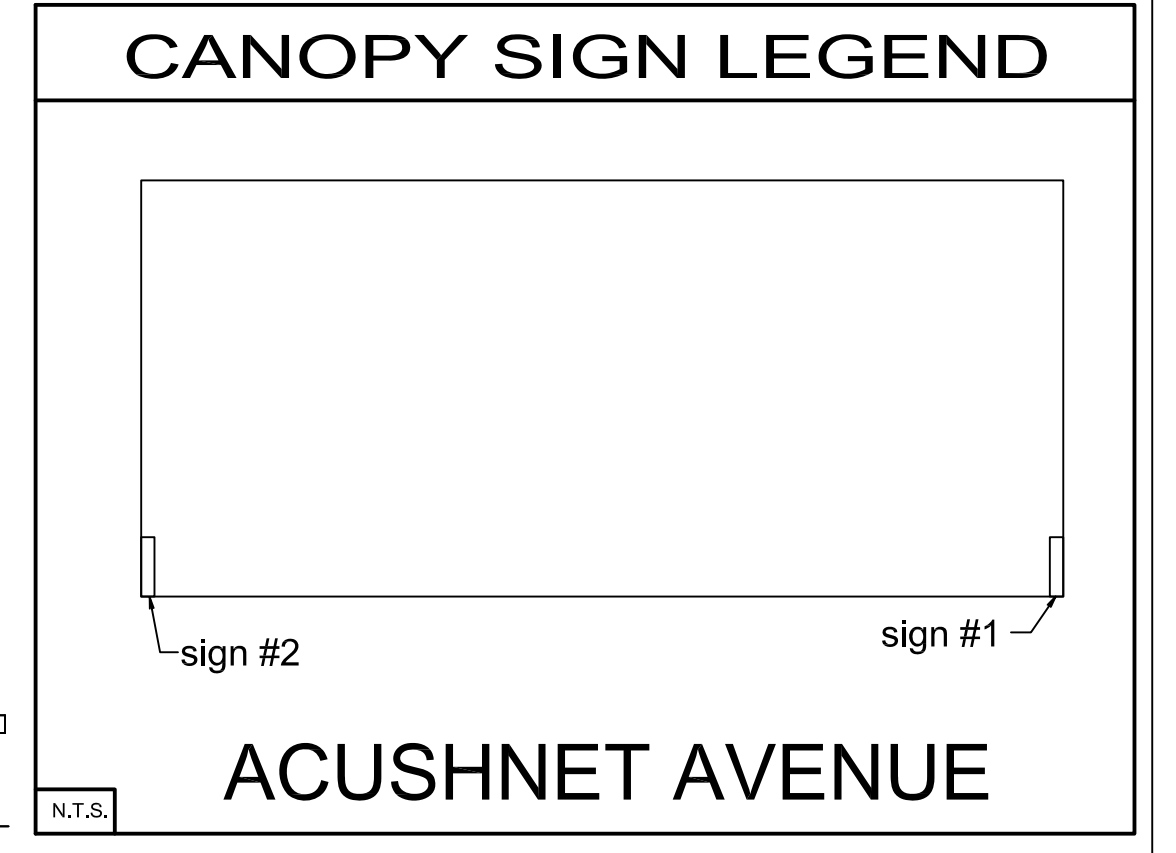 CANOPY SIGN LEGEND
sign #1
sign #2
ACUSHNET AVENUE
N.T.S.